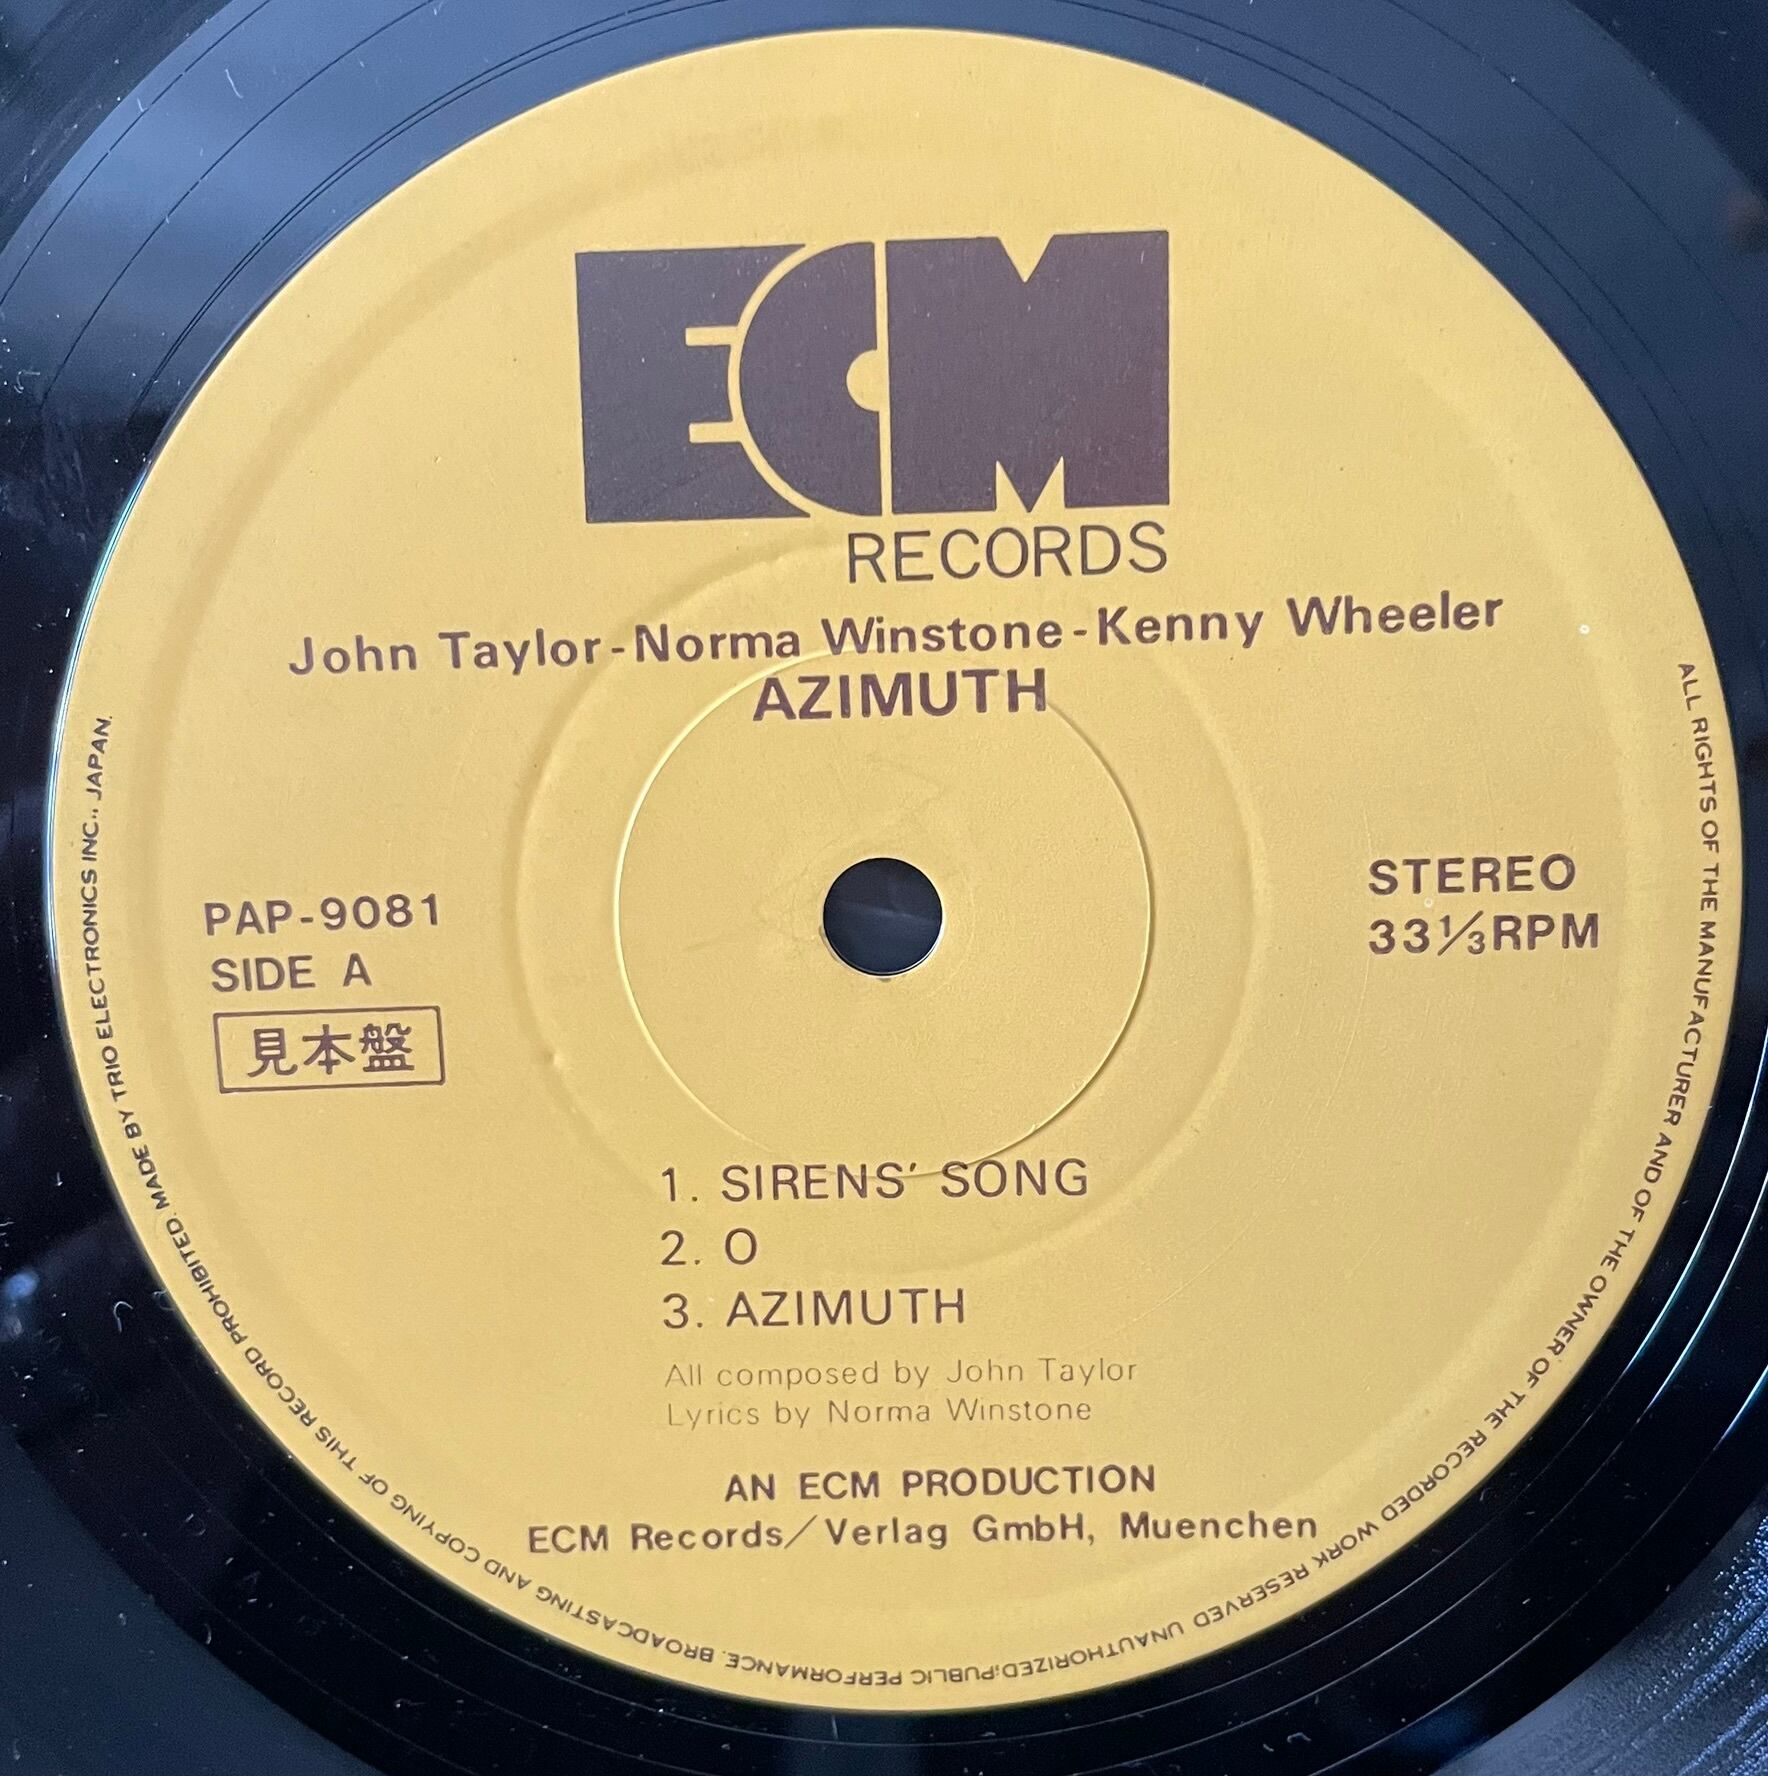 ECM
RECORDS
John Taylor-Norma Winstone-Kenny Wheeler
AZIMUTH
PAP-9081
SIDE A
見本盤
STEREO
33⅓RPM
1. SIRENS' SONG
2. O
3. AZIMUTH
All composed by John Taylor
Lyrics by Norma Winstone
AN ECM PRODUCTION
ECM Records/Verlag GmbH, Muenchen
ALL RIGHTS OF THE MANUFACTURER AND OF THE OWNER OF THE RECORDED WORK RESERVED UNAUTHORIZED;PUBLIC PERFORMANCE. BROADCASTING AND COPYING OF THIS RECORD PROHIBITED. MADE BY TRIO ELECTRONICS INC., JAPAN.